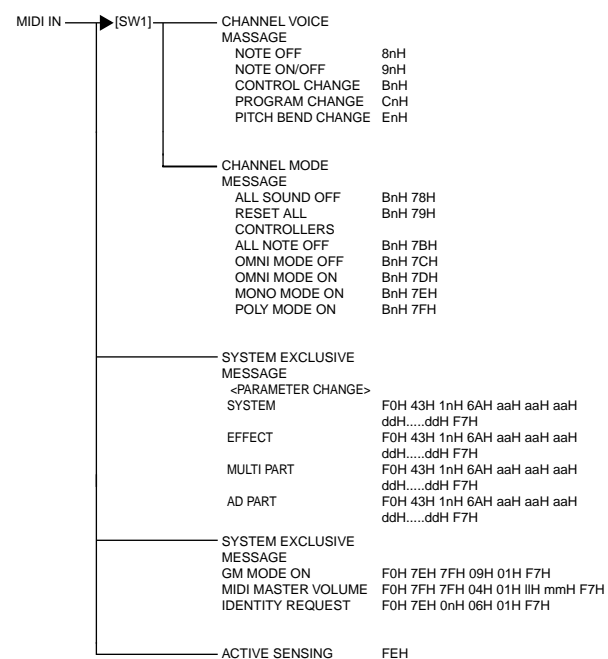 MIDI IN [SW1] CHANNEL VOICE
MASSAGE
NOTE OFF 8nH
NOTE ON/OFF 9nH
CONTROL CHANGE BnH
PROGRAM CHANGE CnH
PITCH BEND CHANGE EnH
CHANNEL MODE
MESSAGE
ALL SOUND OFF BnH 78H
RESET ALL BnH 79H
CONTROLLERS
ALL NOTE OFF BnH 7BH
OMNI MODE OFF BnH 7CH
OMNI MODE ON BnH 7DH
MONO MODE ON BnH 7EH
POLY MODE ON BnH 7FH
SYSTEM EXCLUSIVE
MESSAGE
<PARAMETER CHANGE>
SYSTEM F0H 43H 1nH 6AH aaH aaH aaH
ddH.....ddH F7H
EFFECT F0H 43H 1nH 6AH aaH aaH aaH
ddH.....ddH F7H
MULTI PART F0H 43H 1nH 6AH aaH aaH aaH
ddH.....ddH F7H
AD PART F0H 43H 1nH 6AH aaH aaH aaH
ddH.....ddH F7H
SYSTEM EXCLUSIVE
MESSAGE
GM MODE ON F0H 7EH 7FH 09H 01H F7H
MIDI MASTER VOLUME F0H 7FH 7FH 04H 01H llH mmH F7H
IDENTITY REQUEST F0H 7EH 0nH 06H 01H F7H
ACTIVE SENSING FEH